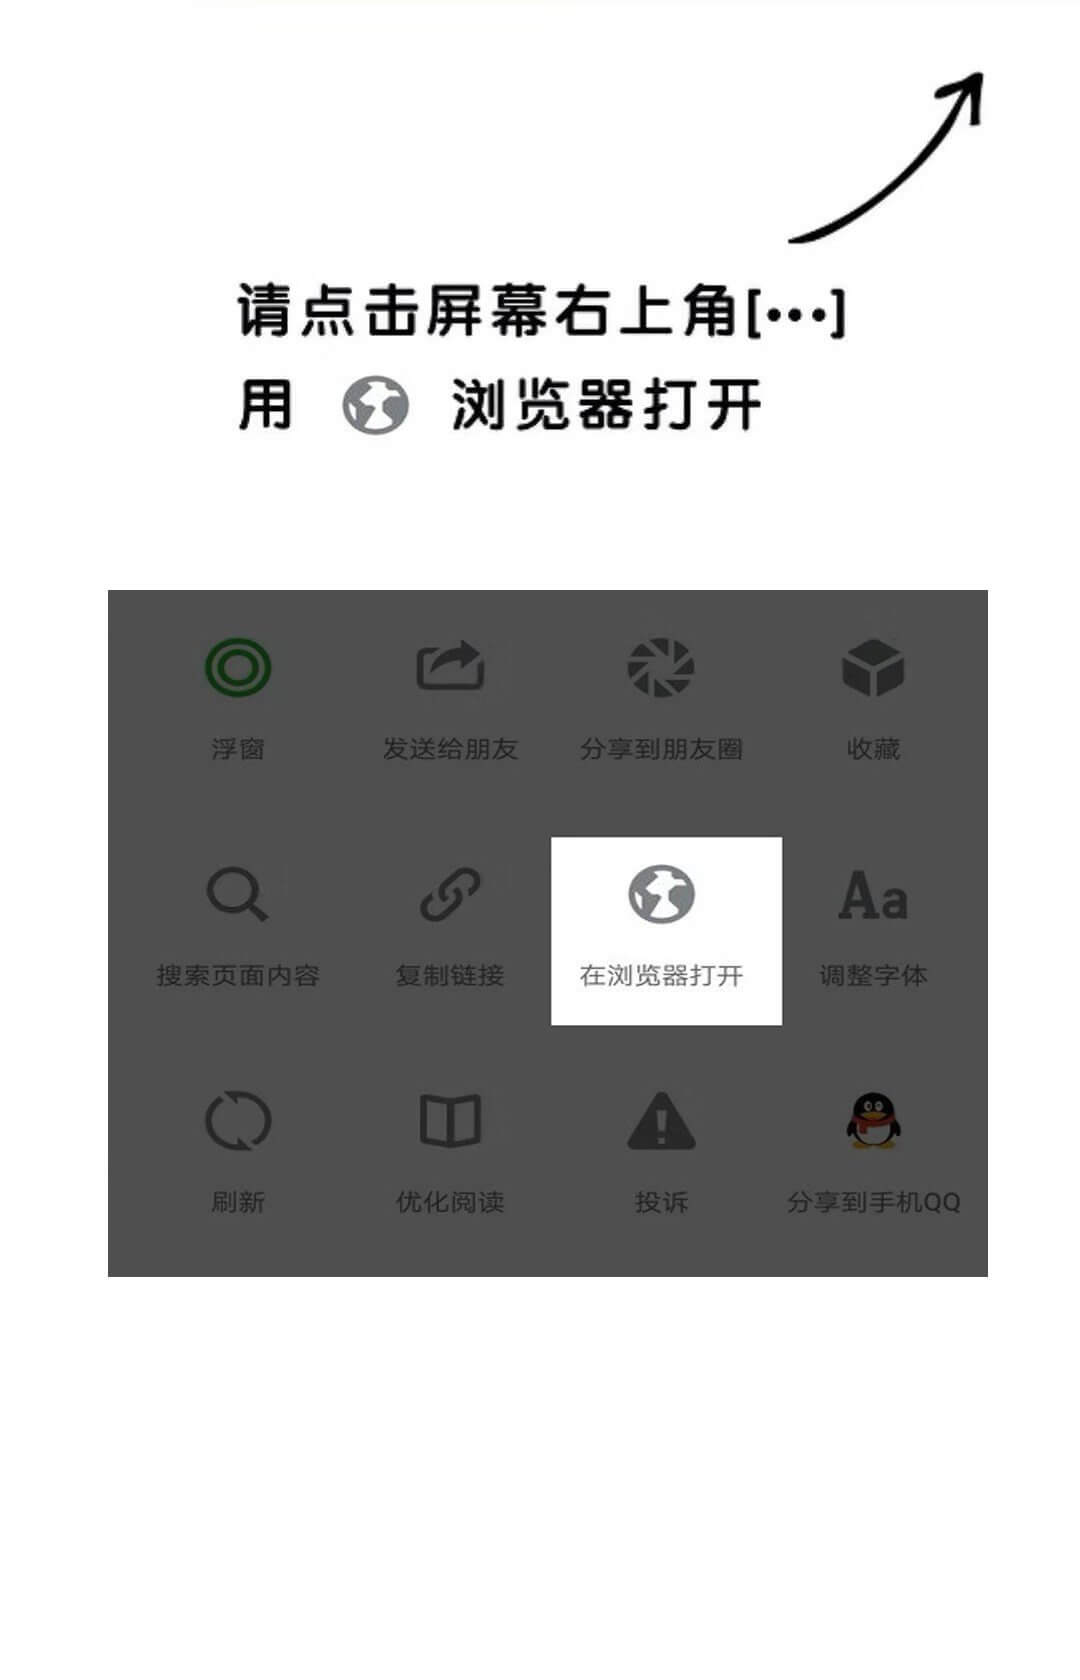 请点击屏幕右上角[•••]
用 浏览器打开
浮窗 发送给朋友 分享到朋友圈 收藏
搜索页面内容 复制链接 在浏览器打开 Aa 调整字体
刷新 优化阅读 投诉 分享到手机QQ